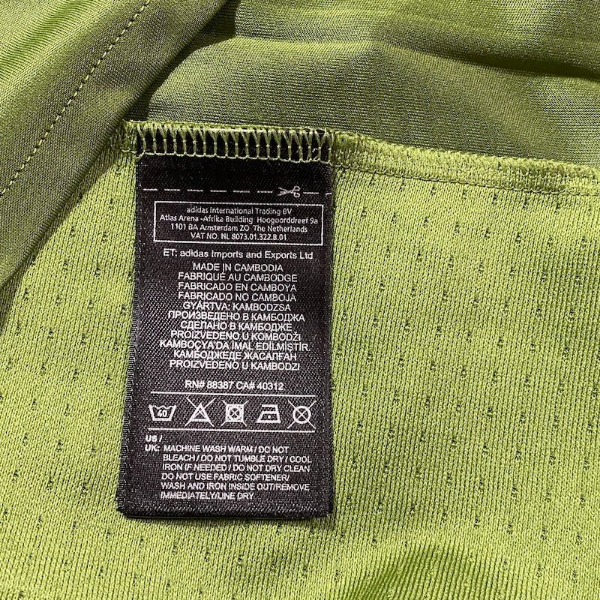 adidas International Trading BV
Atlas Arena -Afrika Building Hoogoorddreef 9a
1101 BA Amsterdam ZO The Netherlands
VAT NO. NL 8073.01.322.B.01
ET: adidas Imports and Exports Ltd
MADE IN CAMBODIA
FABRIQUÉ AU CAMBODGE
FABRICADO EN CAMBOYA
FABRICADO NO CAMBOJA
GYÁRTVA: KAMBODZSA
ПРОИЗВЕДЕНО В КАМБОДЖА
СДЕЛАНО В КАМБОДЖЕ
PROIZVEDENO U KOMBODŽI
KAMBOÇYA'DA İMAL EDİLMİŞTİR
КАМБОДЖЕДЕ ЖАСАЛҒАН
PROIZVEDENO U KAMBODŽI
RN# 88387 CA# 40312
40
US /
UK: MACHINE WASH WARM / DO NOT
BLEACH / DO NOT TUMBLE DRY / COOL
IRON (IF NEEDED) / DO NOT DRY CLEAN
DO NOT USE FABRIC SOFTENER/
WASH AND IRON INSIDE OUT/REMOVE
IMMEDIATELY/LINE DRY